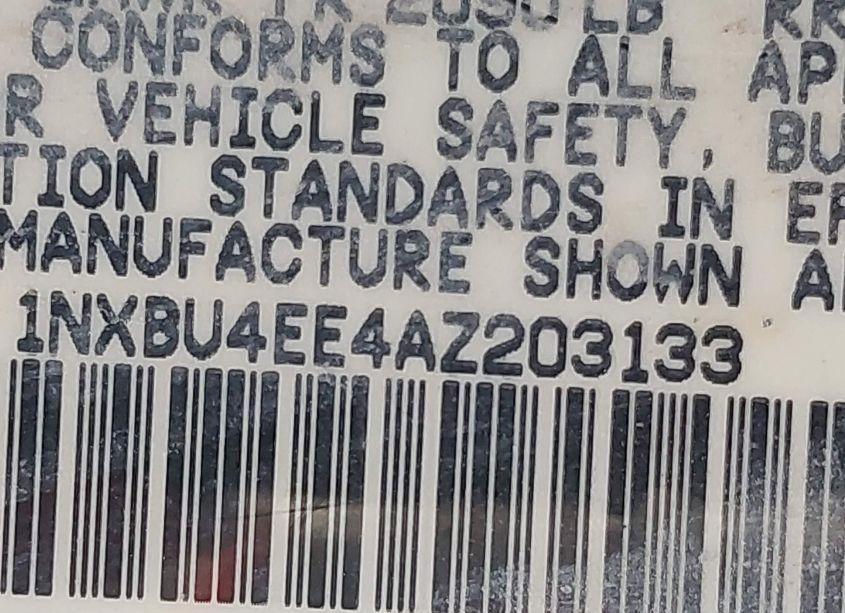 CONFORMS TO ALL AP
R VEHICLE SAFETY, BU
TION STANDARDS IN EF
MANUFACTURE SHOWN A
1NXBU4EE4AZ203133